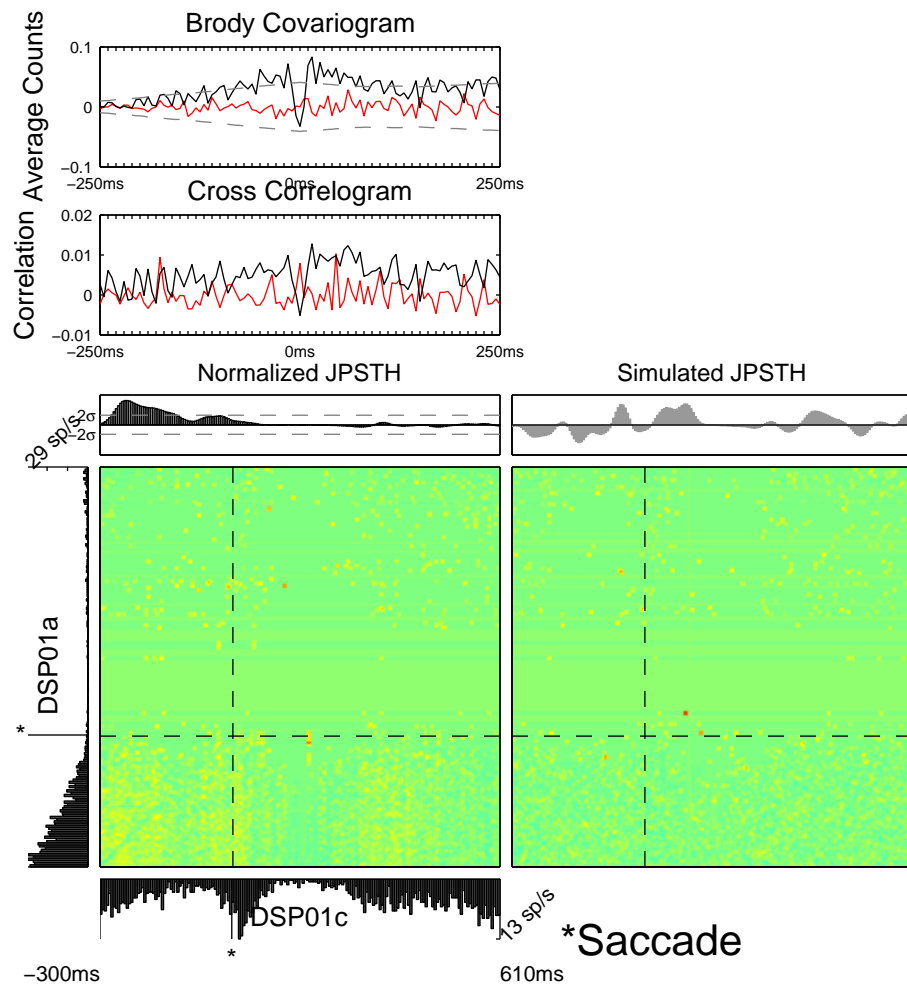 Brody Covariogram
Average Counts
0.1
0
−0.1
−250ms
0ms
250ms
Cross Correlogram
Correlation
0.02
0.01
0
−0.01
−250ms
0ms
250ms
Normalized JPSTH
Simulated JPSTH
2σ
−2σ
29 sp/s
DSP01a
*
DSP01c
13 sp/s
*
*Saccade
−300ms
610ms